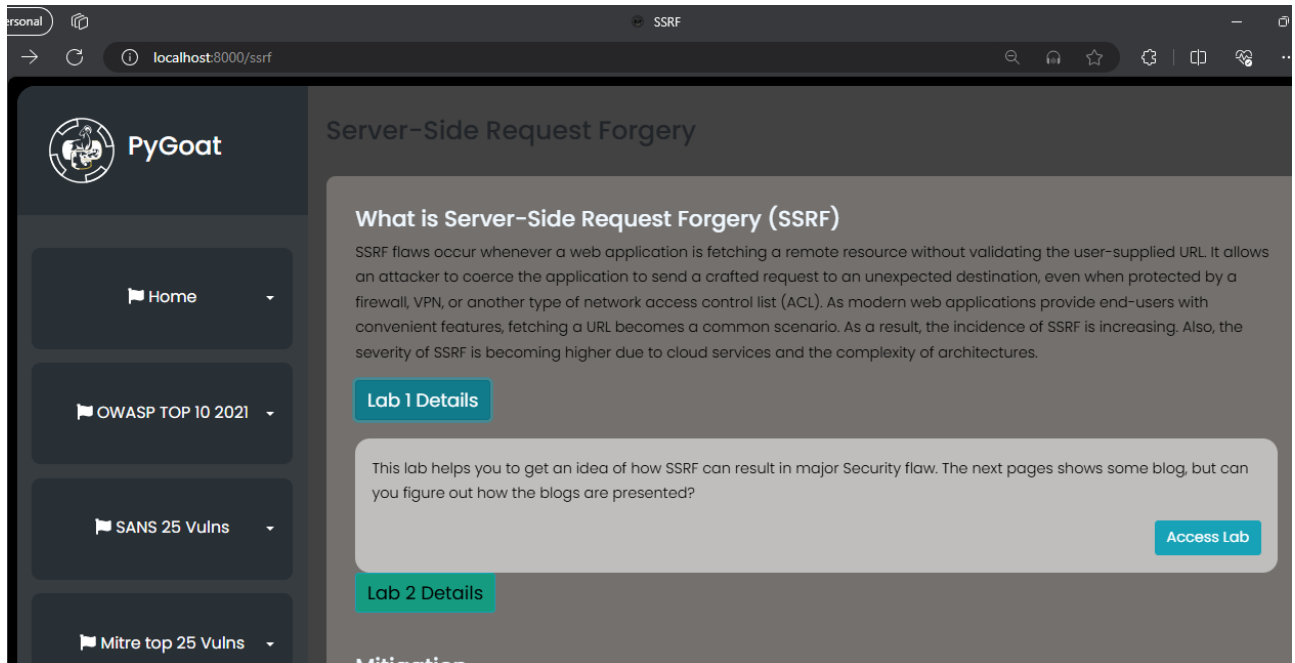 ersonal
SSRF
localhost:8000/ssrf
PyGoat
Server-Side Request Forgery
What is Server-Side Request Forgery (SSRF)
SSRF flaws occur whenever a web application is fetching a remote resource without validating the user-supplied URL. It allows
an attacker to coerce the application to send a crafted request to an unexpected destination, even when protected by a
firewall, VPN, or another type of network access control list (ACL). As modern web applications provide end-users with
convenient features, fetching a URL becomes a common scenario. As a result, the incidence of SSRF is increasing. Also, the
severity of SSRF is becoming higher due to cloud services and the complexity of architectures.
Home
OWASP TOP 10 2021
SANS 25 Vulns
Mitre top 25 Vulns
Lab 1 Details
This lab helps you to get an idea of how SSRF can result in major Security flaw. The next pages shows some blog, but can
you figure out how the blogs are presented?
Access Lab
Lab 2 Details
Mitigation